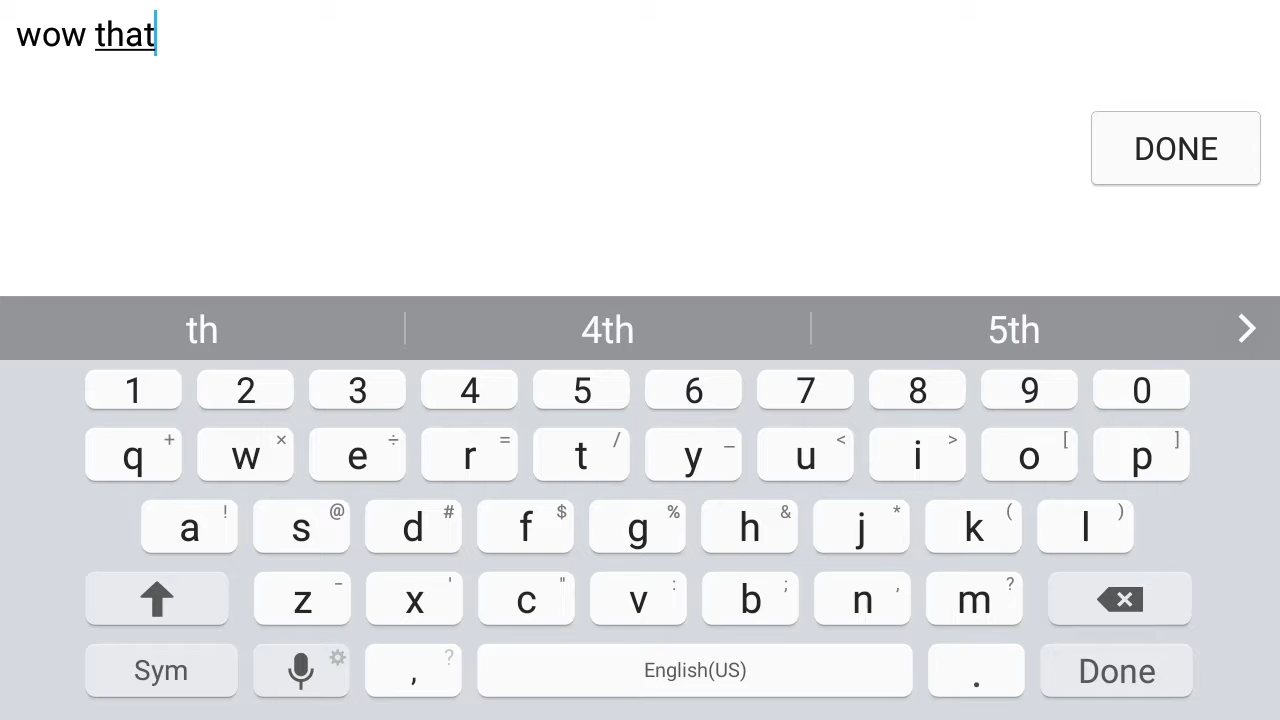 wow that
DONE
th 4th 5th
1 2 3 4 5 6 7 8 9 0
q + w × e ÷ r = t / y _ u < i > o [ p ]
a ! s @ d # f $ g % h & j * k ( l )
z - x ' c " v : b ; n , m ?
Sym , ? English(US) . Done